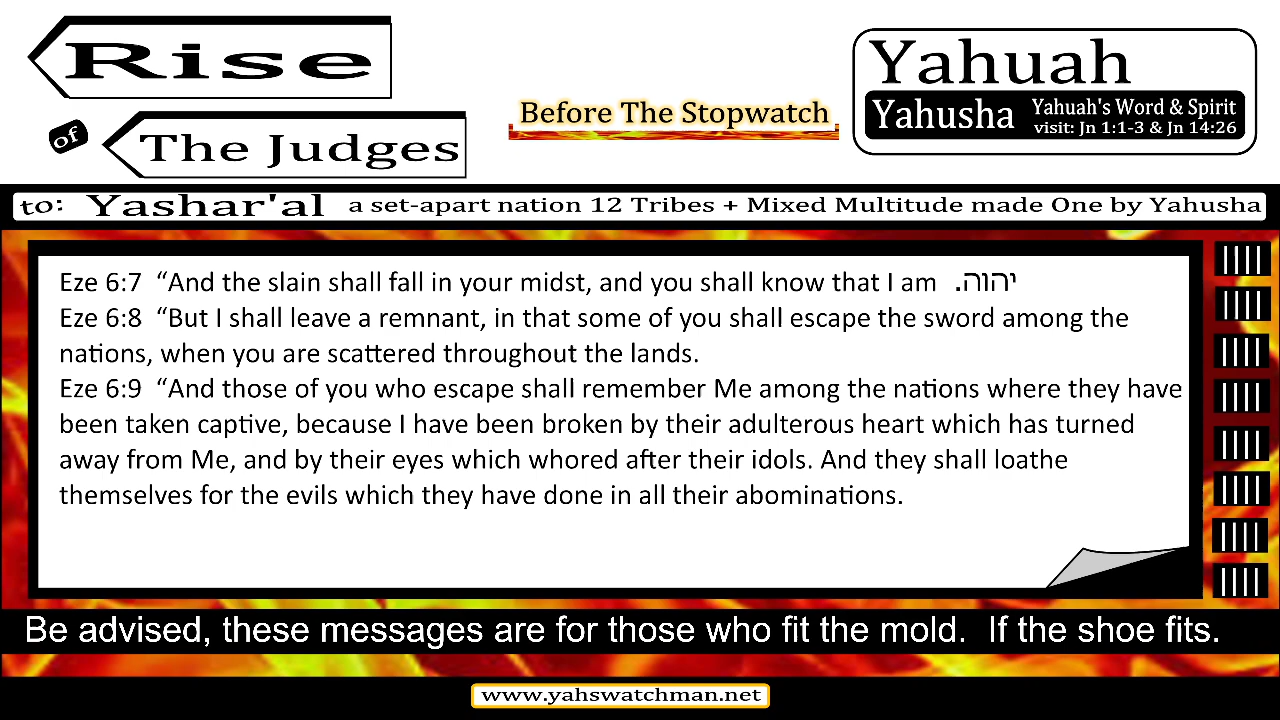 Rise
of
The Judges
Before The Stopwatch
Yahuah
Yahusha Yahuah's Word & Spirit
visit: Jn 1:1-3 & Jn 14:26
to: Yashar'al a set-apart nation 12 Tribes + Mixed Multitude made One by Yahusha
Eze 6:7 “And the slain shall fall in your midst, and you shall know that I am יהוה.
Eze 6:8 “But I shall leave a remnant, in that some of you shall escape the sword among the
nations, when you are scattered throughout the lands.
Eze 6:9 “And those of you who escape shall remember Me among the nations where they have
been taken captive, because I have been broken by their adulterous heart which has turned
away from Me, and by their eyes which whored after their idols. And they shall loathe
themselves for the evils which they have done in all their abominations.
Be advised, these messages are for those who fit the mold. If the shoe fits.
www.yahswatchman.net